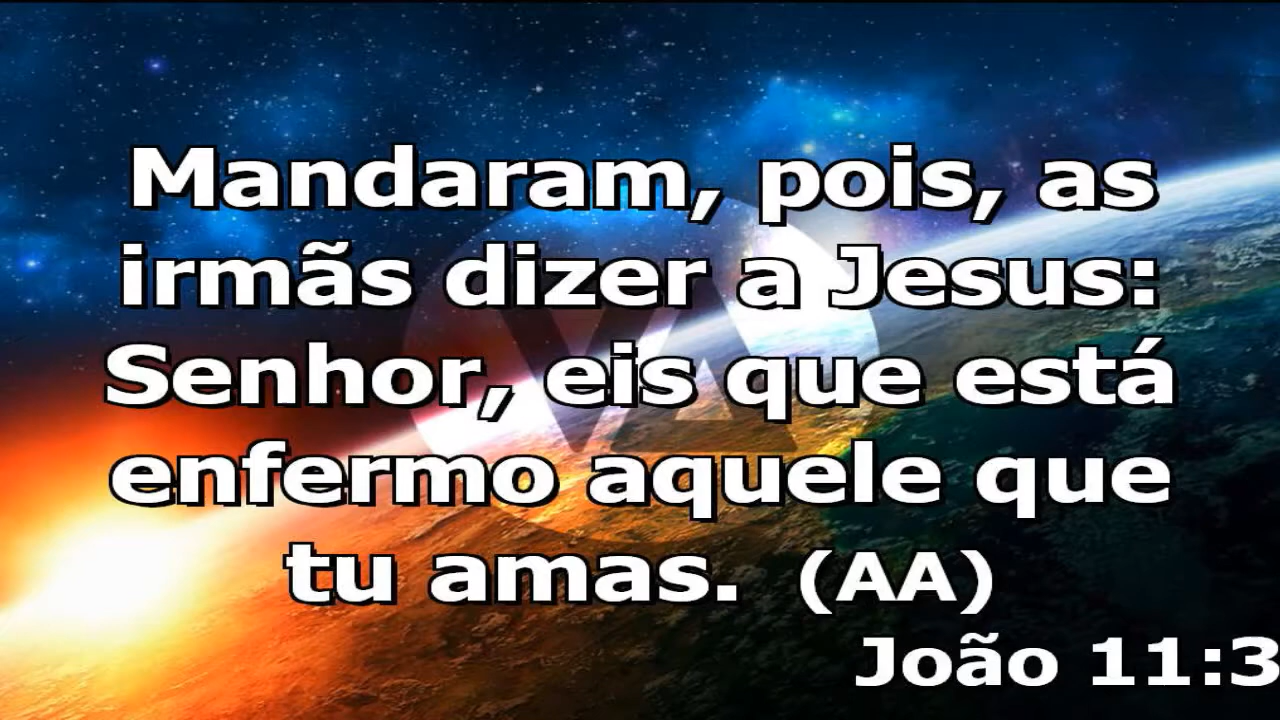 Mandaram, pois, as
irmãs dizer a Jesus:
Senhor, eis que está
enfermo aquele que
tu amas. (AA)
João 11:3